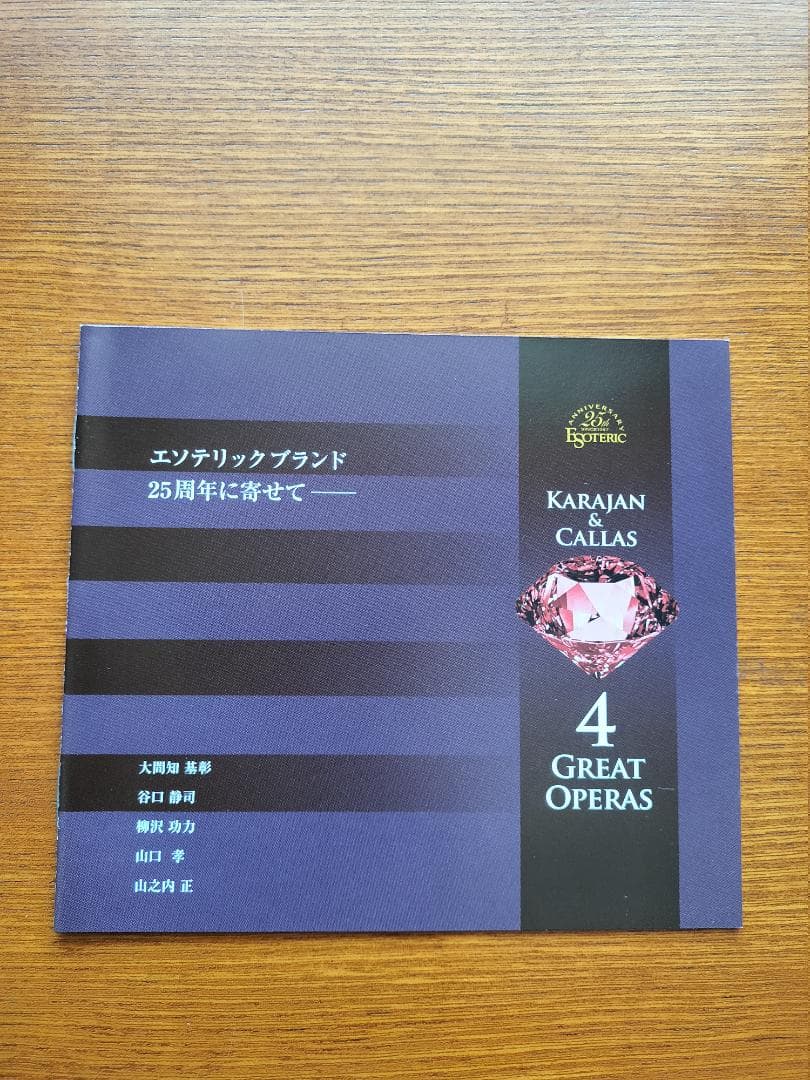 エソテリックブランド
25周年に寄せて——
大間知 基彰
谷口 静司
柳沢 功力
山口 孝
山之内 正
ANNIVERSARY
25th
SINCE 1987
ESOTERIC
KARAJAN
&
CALLAS
4
GREAT
OPERAS